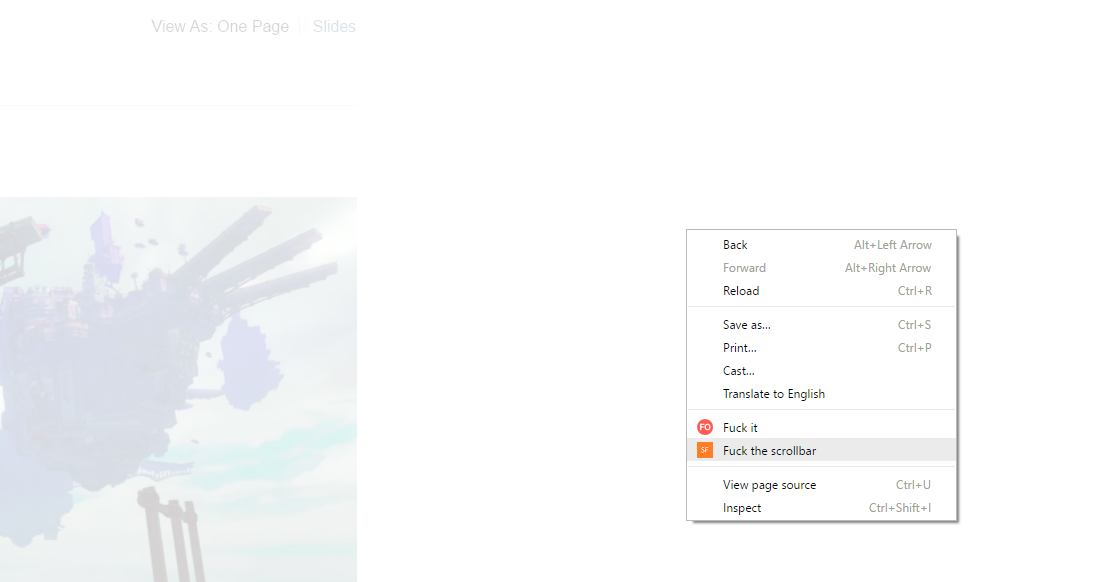 View As: One Page Slides
Back Alt+Left Arrow
Forward Alt+Right Arrow
Reload Ctrl+R
Save as... Ctrl+S
Print... Ctrl+P
Cast...
Translate to English
FO Fuck it
SF Fuck the scrollbar
View page source Ctrl+U
Inspect Ctrl+Shift+I